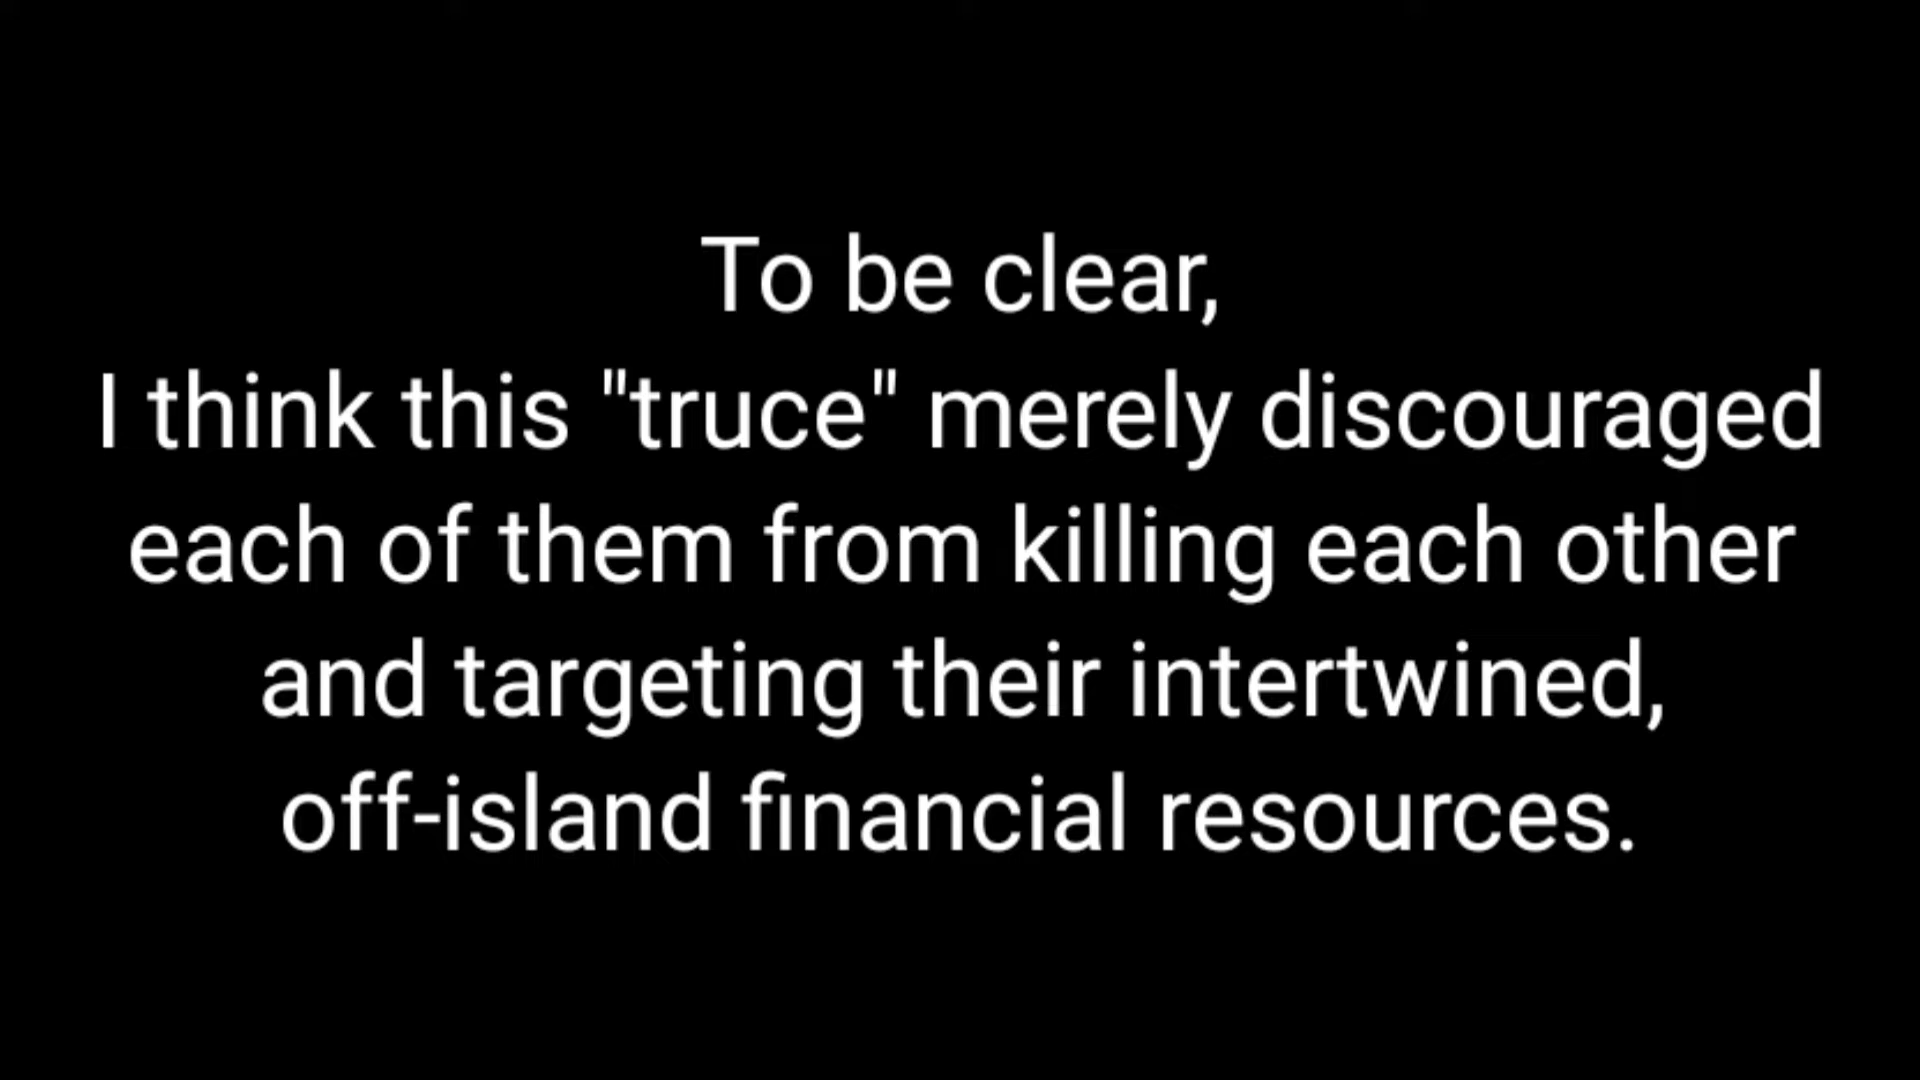 To be clear,
I think this "truce" merely discouraged
each of them from killing each other
and targeting their intertwined,
off-island financial resources.